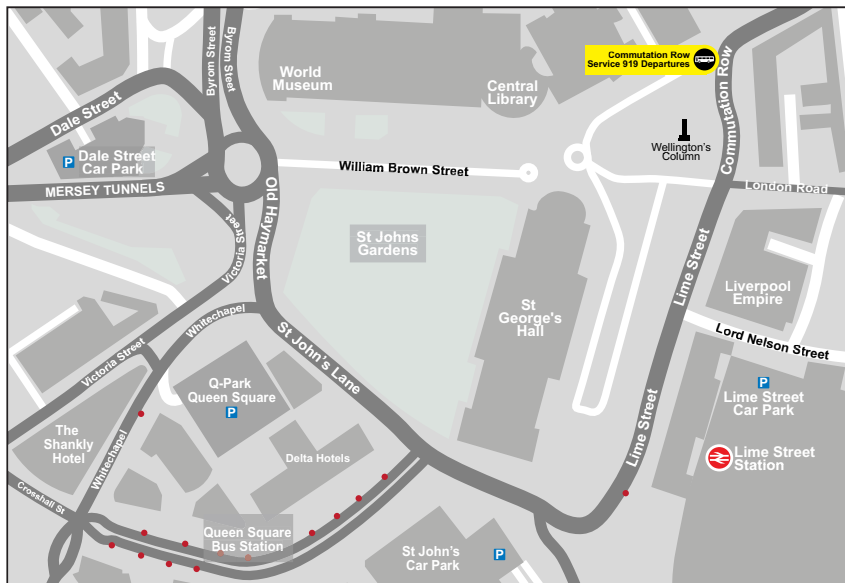 Byrom Street
Byrom Steet
Commutation Row
Service 919 Departures
Commutation Row
World
Museum
Central
Library
Dale Street
P
Dale Street
Car Park
Wellington's
Column
William Brown Street
MERSEY TUNNELS
London Road
Old Haymarket
Victoria Street
St Johns
Gardens
Lime Street
Liverpool
Empire
St
George's
Hall
Whitechapel
Lord Nelson Street
St John's Lane
Victoria Street
Q-Park
Queen Square
P
P
Lime Street
Car Park
The
Shankly
Hotel
Whitechapel
Lime Street
Lime Street
Station
Delta Hotels
Crosshall St
Queen Square
Bus Station
St John's
Car Park
P